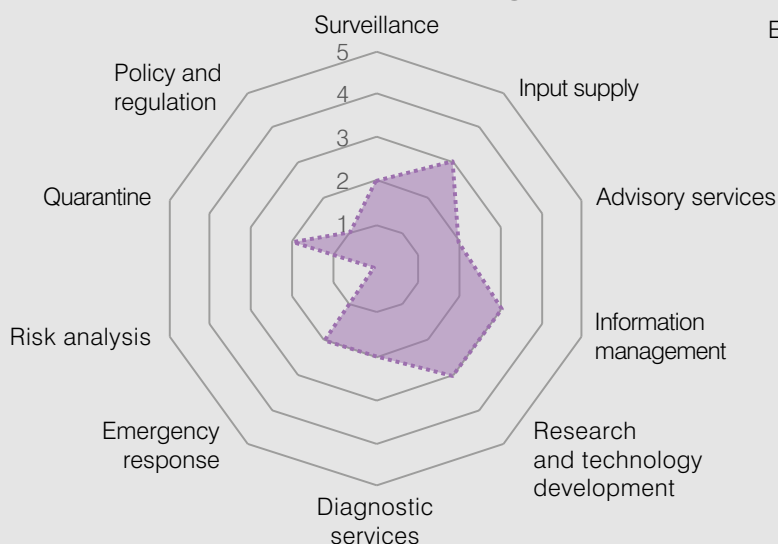 Surveillance
E
Policy and
regulation
Input supply
Quarantine
Advisory services
Risk analysis
Information
management
Emergency
response
Research
and technology
development
Diagnostic
services
5
4
3
2
1